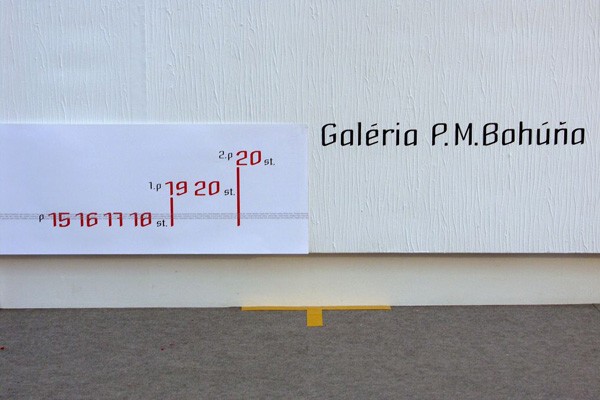 Galéria P.M.Bohúňa
2.p 20 st.
1.p 19 20 st.
p 15 16 17 18 st.